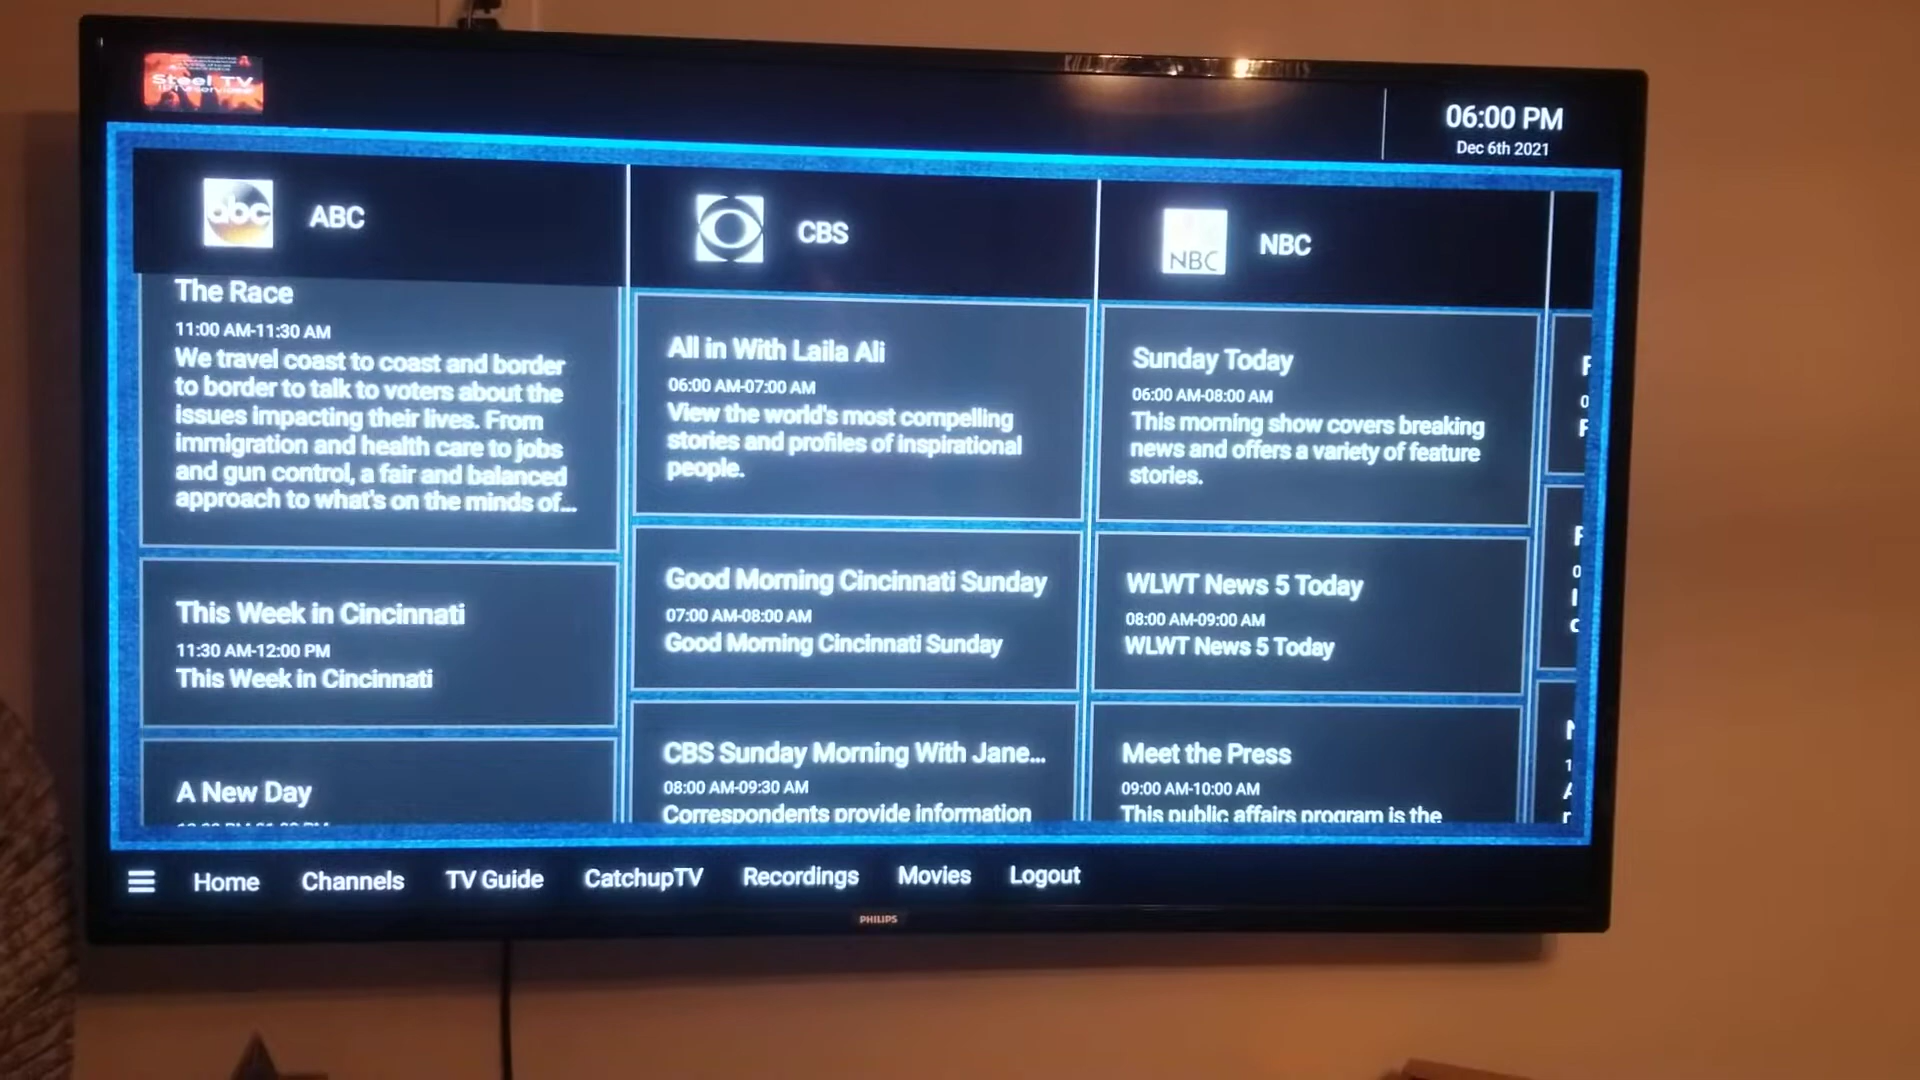 Steel TV
IPTV services
06:00 PM
Dec 6th 2021
abc
ABC
The Race
11:00 AM-11:30 AM
We travel coast to coast and border
to border to talk to voters about the
issues impacting their lives. From
immigration and health care to jobs
and gun control, a fair and balanced
approach to what's on the minds of...
This Week in Cincinnati
11:30 AM-12:00 PM
This Week in Cincinnati
A New Day
CBS
All in With Laila Ali
06:00 AM-07:00 AM
View the world's most compelling
stories and profiles of inspirational
people.
Good Morning Cincinnati Sunday
07:00 AM-08:00 AM
Good Morning Cincinnati Sunday
CBS Sunday Morning With Jane...
08:00 AM-09:30 AM
Correspondents provide information
NBC
NBC
Sunday Today
06:00 AM-08:00 AM
This morning show covers breaking
news and offers a variety of feature
stories.
WLWT News 5 Today
08:00 AM-09:00 AM
WLWT News 5 Today
Meet the Press
09:00 AM-10:00 AM
This public affairs program is the
Home Channels TV Guide CatchupTV Recordings Movies Logout
PHILIPS